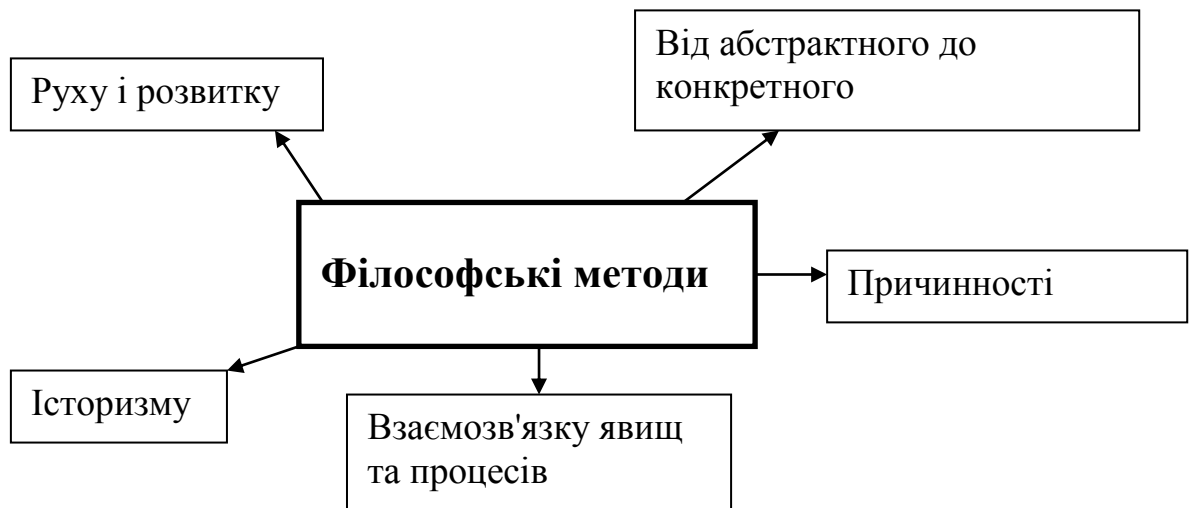 Від абстрактного до
конкретного
Руху і розвитку
Філософські методи
Причинності
Історизму
Взаємозв'язку явищ
та процесів